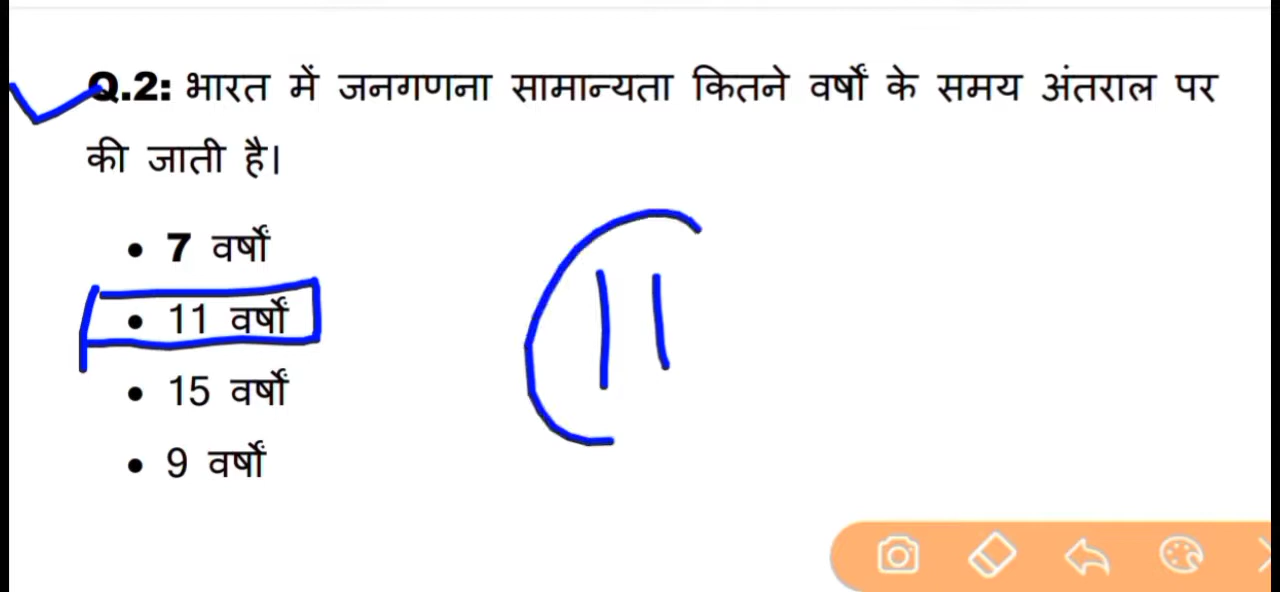 Q.2: भारत में जनगणना सामान्यता कितने वर्षों के समय अंतराल पर
की जाती है।
• 7 वर्षों
• 11 वर्षों
• 15 वर्षों
• 9 वर्षों
11